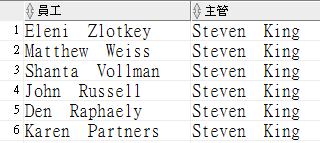 員工 主管
1 Eleni Zlotkey Steven King
2 Matthew Weiss Steven King
3 Shanta Vollman Steven King
4 John Russell Steven King
5 Den Raphaely Steven King
6 Karen Partners Steven King